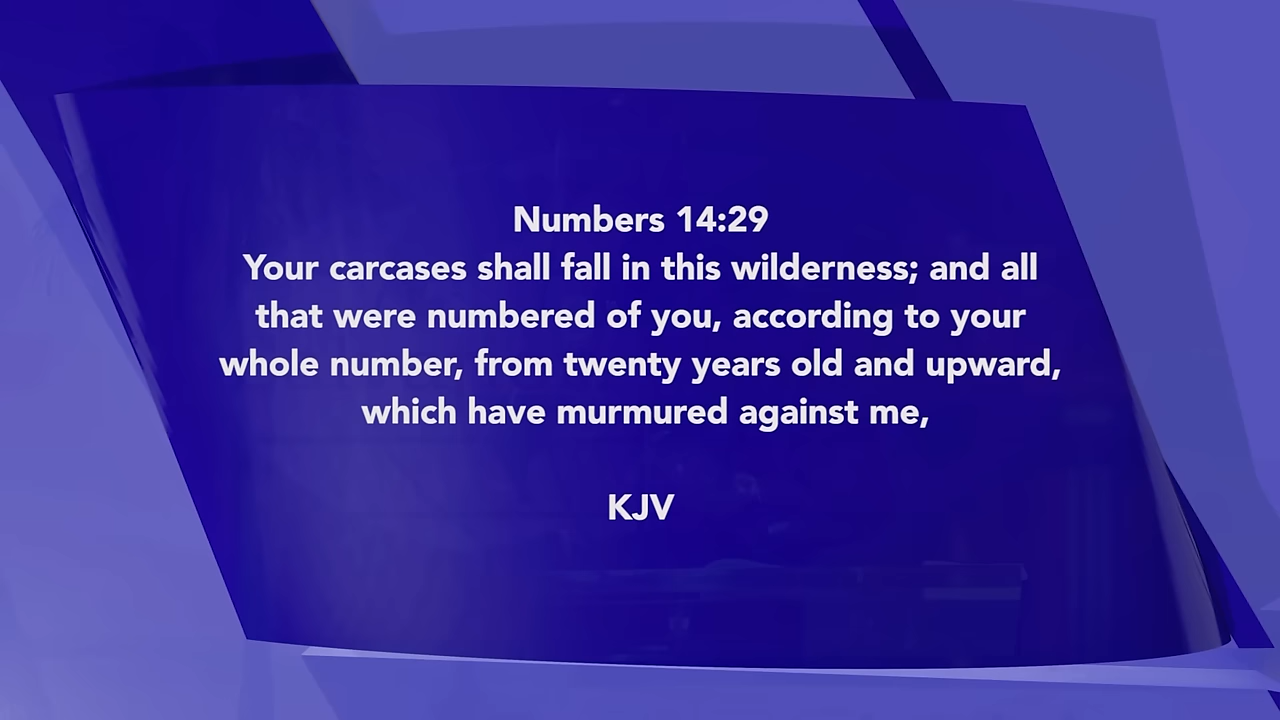 Numbers 14:29
Your carcases shall fall in this wilderness; and all
that were numbered of you, according to your
whole number, from twenty years old and upward,
which have murmured against me,
KJV